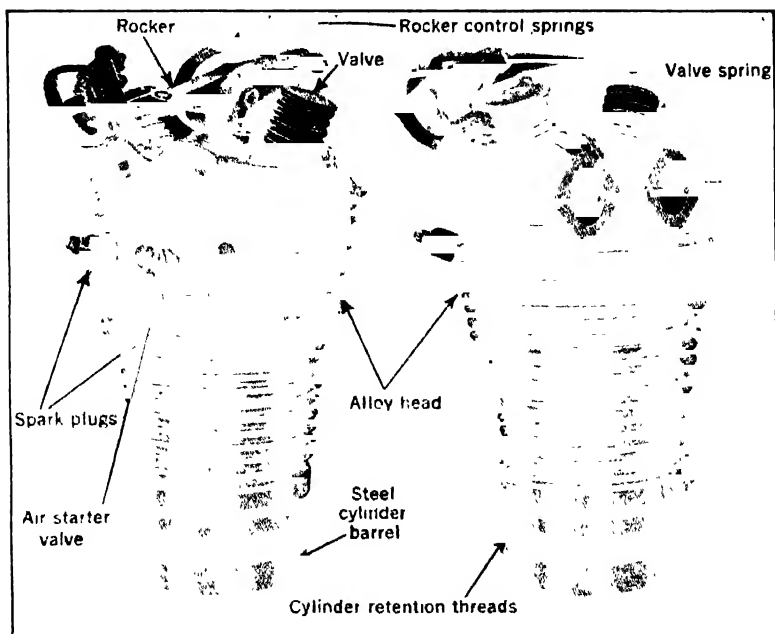 Rocker
Rocker control springs
Valve
Valve spring
Spark plugs
Alloy head
Air starter
valve
Steel
cylinder
barrel
Cylinder retention threads